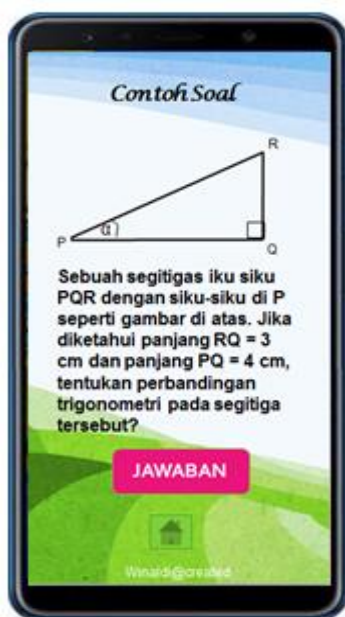 Contoh Soal
R
α
P
Q
Sebuah segitigas iku siku
PQR dengan siku-siku di P
seperti gambar di atas. Jika
diketahui panjang RQ = 3
cm dan panjang PQ = 4 cm,
tentukan perbandingan
trigonometri pada segitiga
tersebut?
JAWABAN
Winardi@created